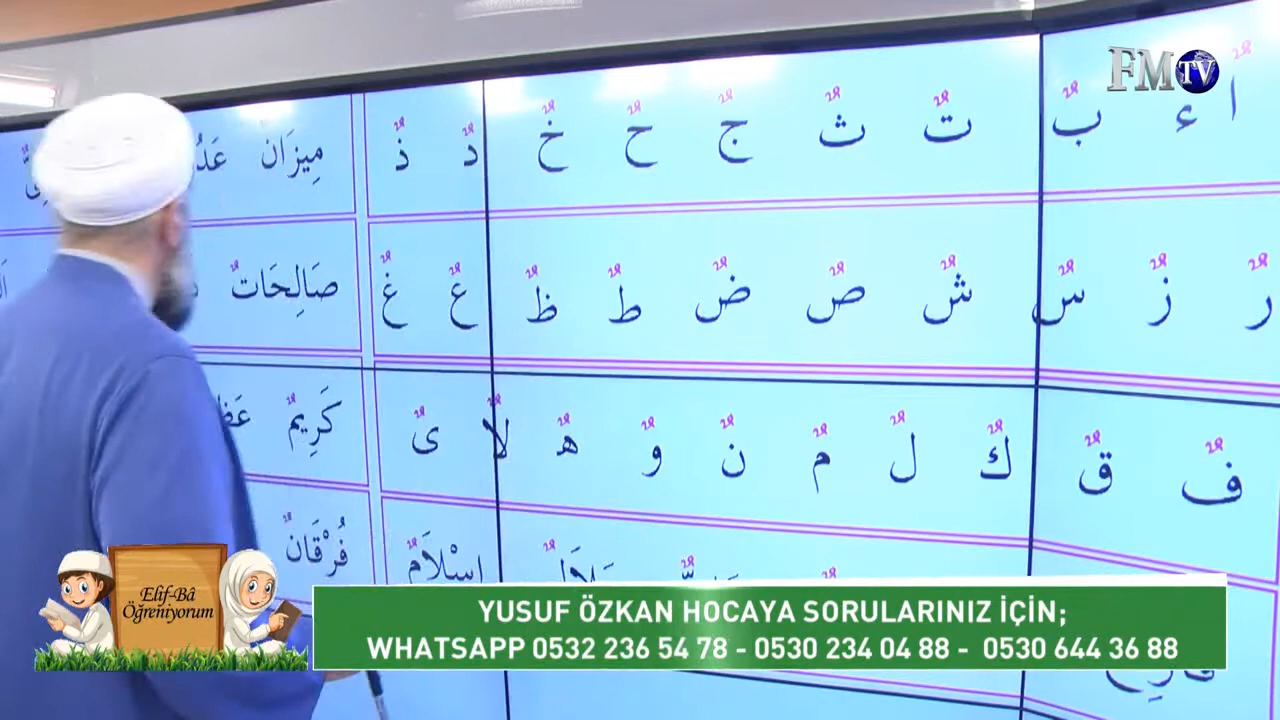 FM TV
ا ء ب ت ث ج ح خ د ذ
مِيزَان
ر ز س ش ص ض ط ظ ع غ
صَالِحَات
ف ق ك ل م ن و ه لا ى
كَرِيمٌ
اِسْلَام
فُرْقَان
Elif-Bâ
Öğreniyorum
YUSUF ÖZKAN HOCAYA SORULARINIZ İÇİN;
WHATSAPP 0532 236 54 78 - 0530 234 04 88 - 0530 644 36 88